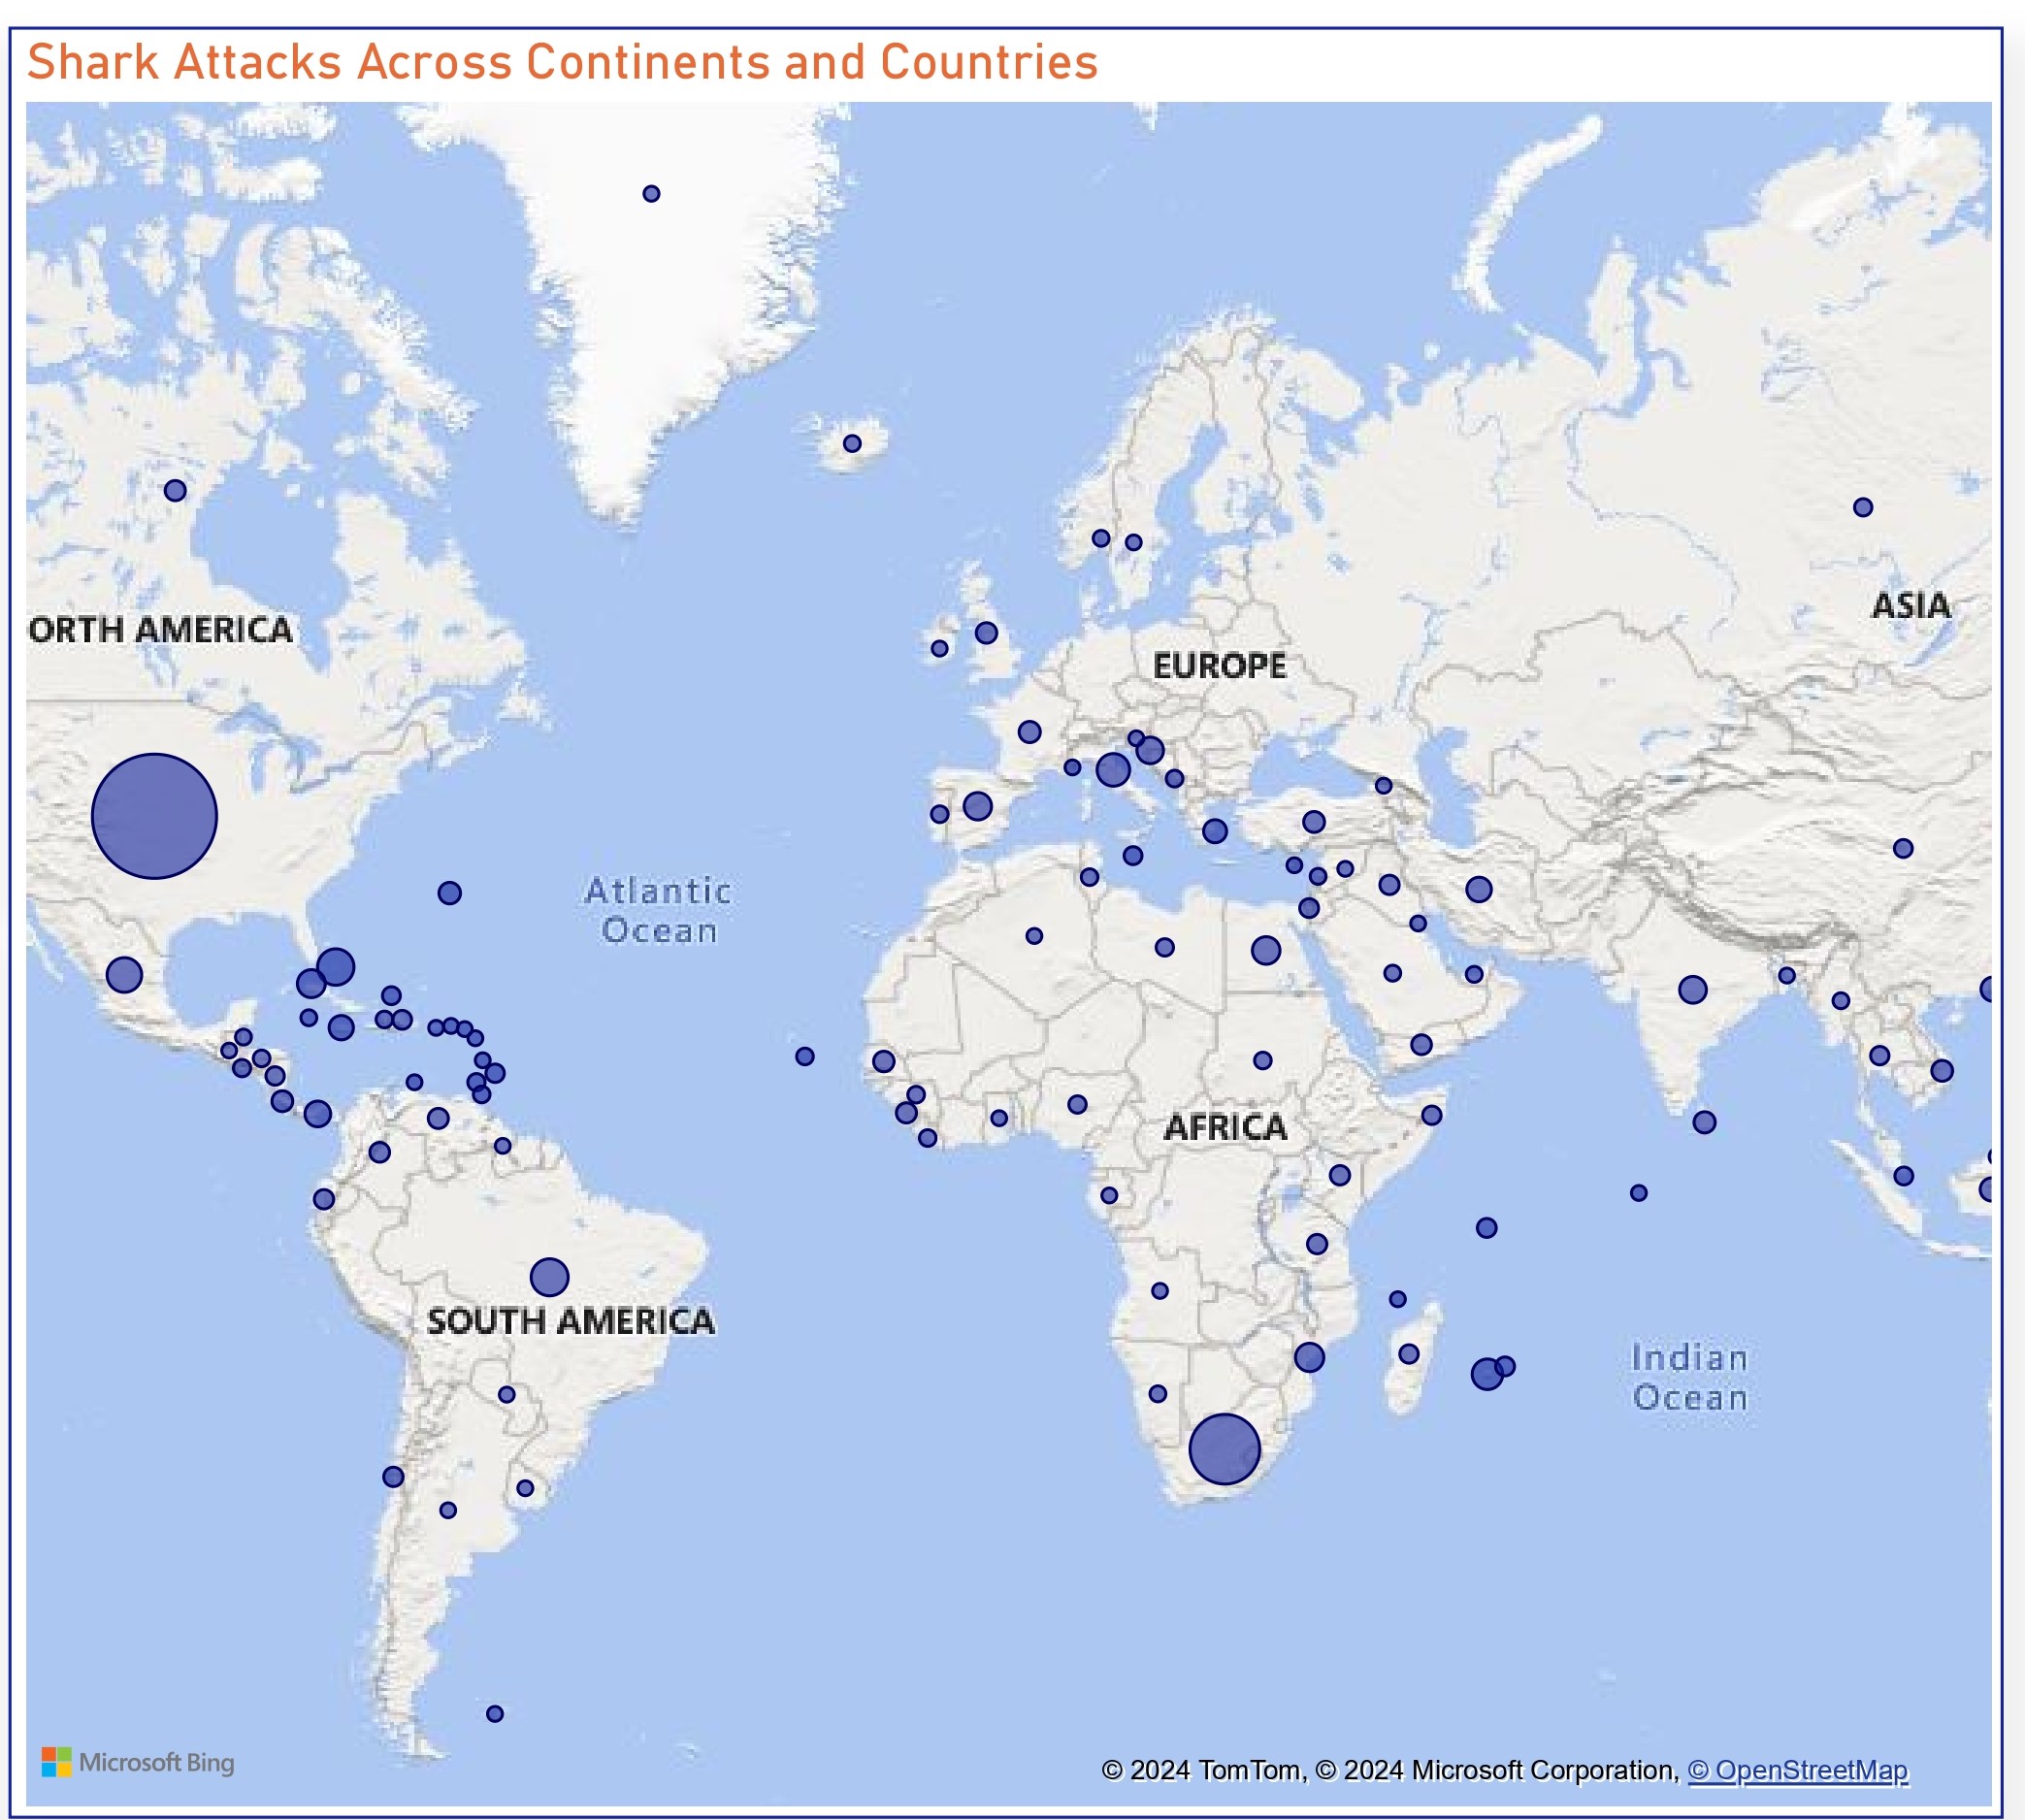 Shark Attacks Across Continents and Countries
ORTH AMERICA
ASIA
EUROPE
Atlantic
Ocean
AFRICA
SOUTH AMERICA
Indian
Ocean
Microsoft Bing
© 2024 TomTom, © 2024 Microsoft Corporation, © OpenStreetMap